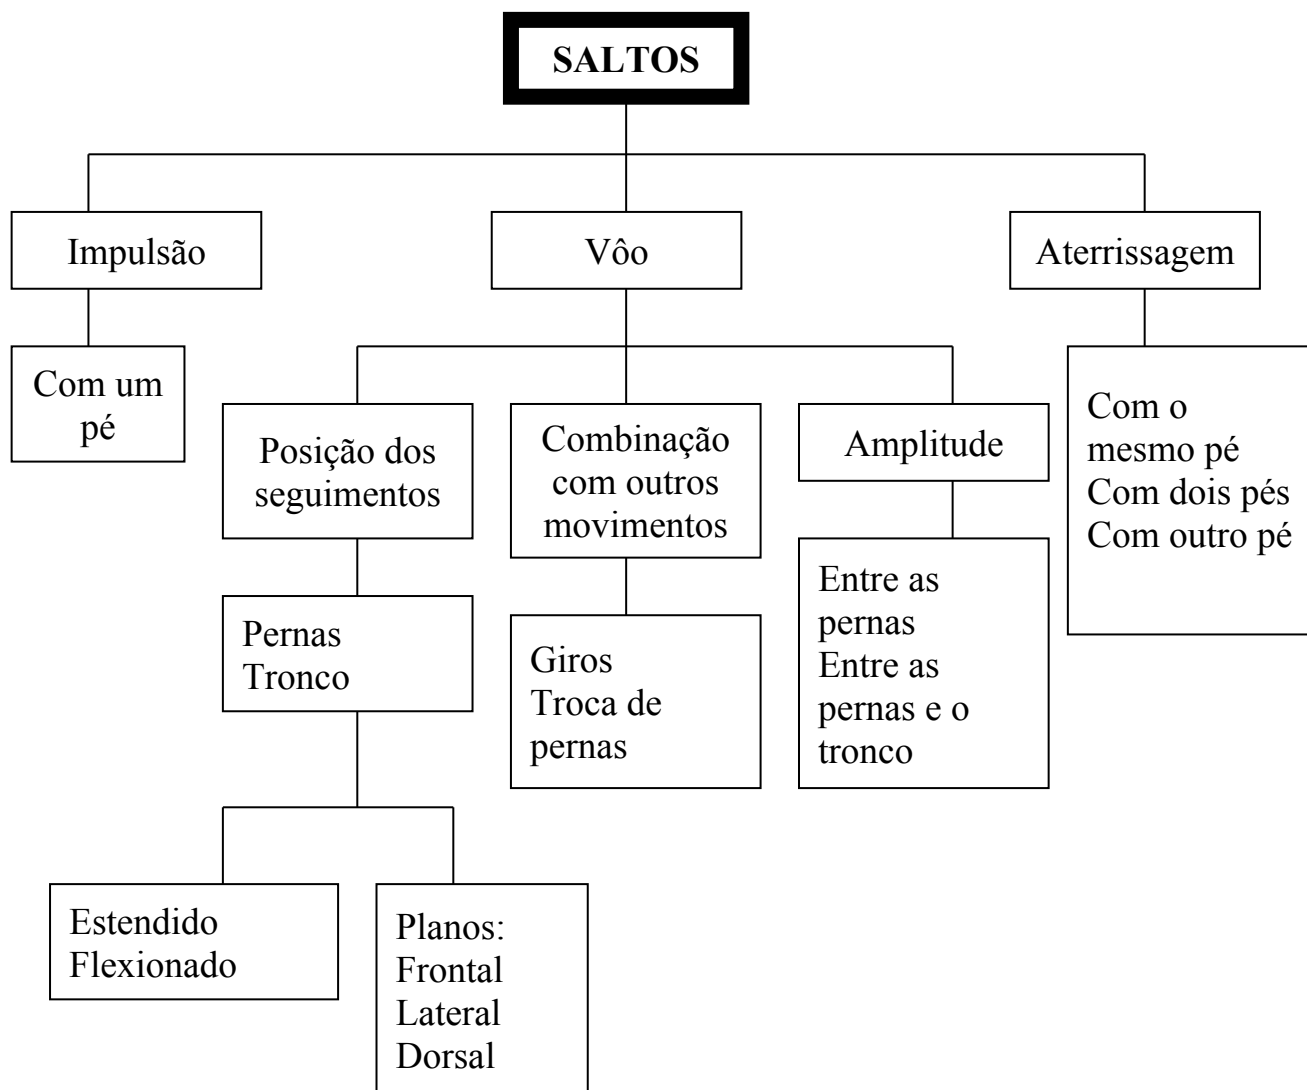 SALTOS
Impulsão
Vôo
Aterrissagem
Com um
pé
Posição dos
seguimentos
Combinação
com outros
movimentos
Amplitude
Com o
mesmo pé
Com dois pés
Com outro pé
Pernas
Tronco
Giros
Troca de
pernas
Entre as
pernas
Entre as
pernas e o
tronco
Estendido
Flexionado
Planos:
Frontal
Lateral
Dorsal